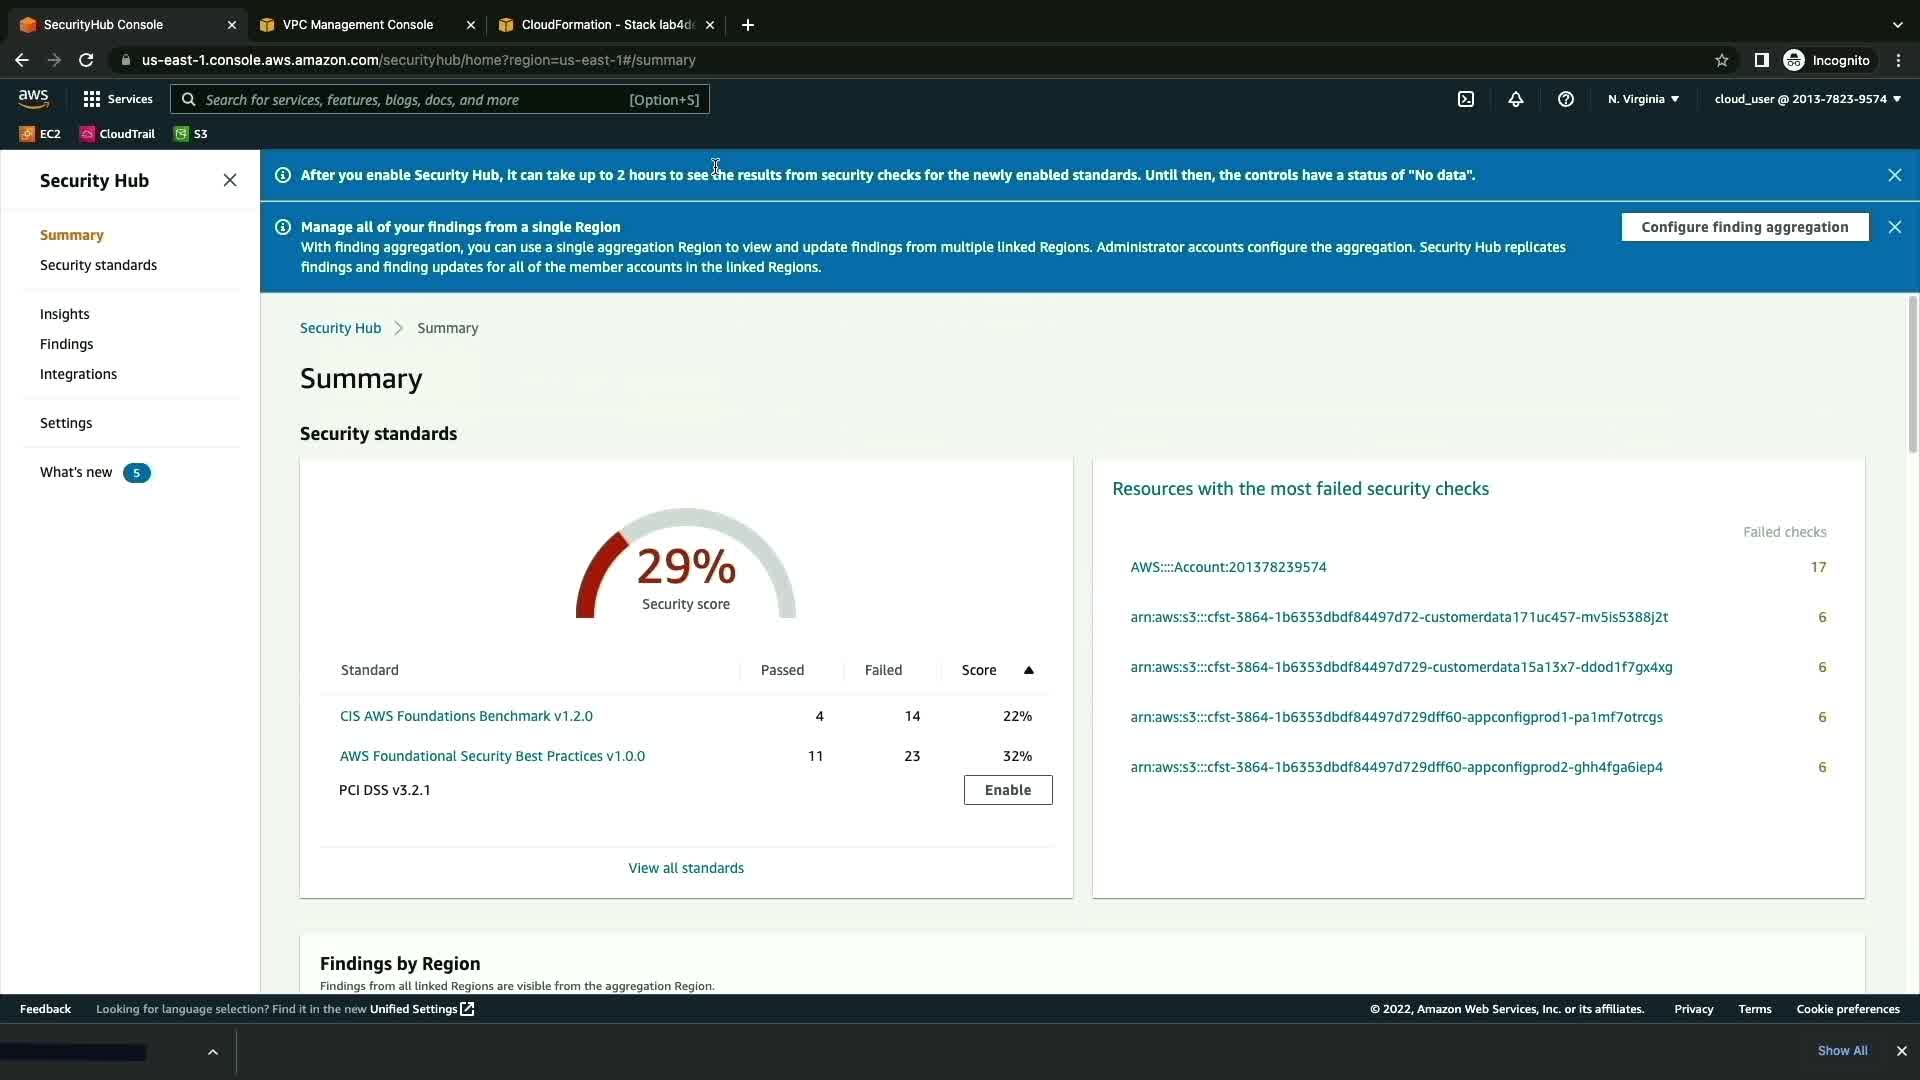 SecurityHub Console
VPC Management Console
CloudFormation - Stack lab4de
us-east-1.console.aws.amazon.com/securityhub/home?region=us-east-1#/summary
Incognito
aws
Services
Search for services, features, blogs, docs, and more
[Option+S]
N. Virginia
cloud_user @ 2013-7823-9574
EC2
CloudTrail
S3
Security Hub
Summary
Security standards
Insights
Findings
Integrations
Settings
What's new 5
After you enable Security Hub, it can take up to 2 hours to see the results from security checks for the newly enabled standards. Until then, the controls have a status of "No data".
Manage all of your findings from a single Region
With finding aggregation, you can use a single aggregation Region to view and update findings from multiple linked Regions. Administrator accounts configure the aggregation. Security Hub replicates
findings and finding updates for all of the member accounts in the linked Regions.
Configure finding aggregation
Security Hub Summary
Summary
Security standards
29%
Security score
Standard Passed Failed Score
CIS AWS Foundations Benchmark v1.2.0 4 14 22%
AWS Foundational Security Best Practices v1.0.0 11 23 32%
PCI DSS v3.2.1 Enable
View all standards
Resources with the most failed security checks
Failed checks
AWS::::Account:201378239574 17
arn:aws:s3:::cfst-3864-1b6353dbdf84497d72-customerdata171uc457-mv5is5388j2t 6
arn:aws:s3:::cfst-3864-1b6353dbdf84497d729-customerdata15a13x7-ddod1f7gx4xg 6
arn:aws:s3:::cfst-3864-1b6353dbdf84497d729dff60-appconfigprod1-pa1mf7otrcgs 6
arn:aws:s3:::cfst-3864-1b6353dbdf84497d729dff60-appconfigprod2-ghh4fga6iep4 6
Findings by Region
Findings from all linked Regions are visible from the aggregation Region.
Feedback
Looking for language selection? Find it in the new Unified Settings
© 2022, Amazon Web Services, Inc. or its affiliates.
Privacy
Terms
Cookie preferences
Show All